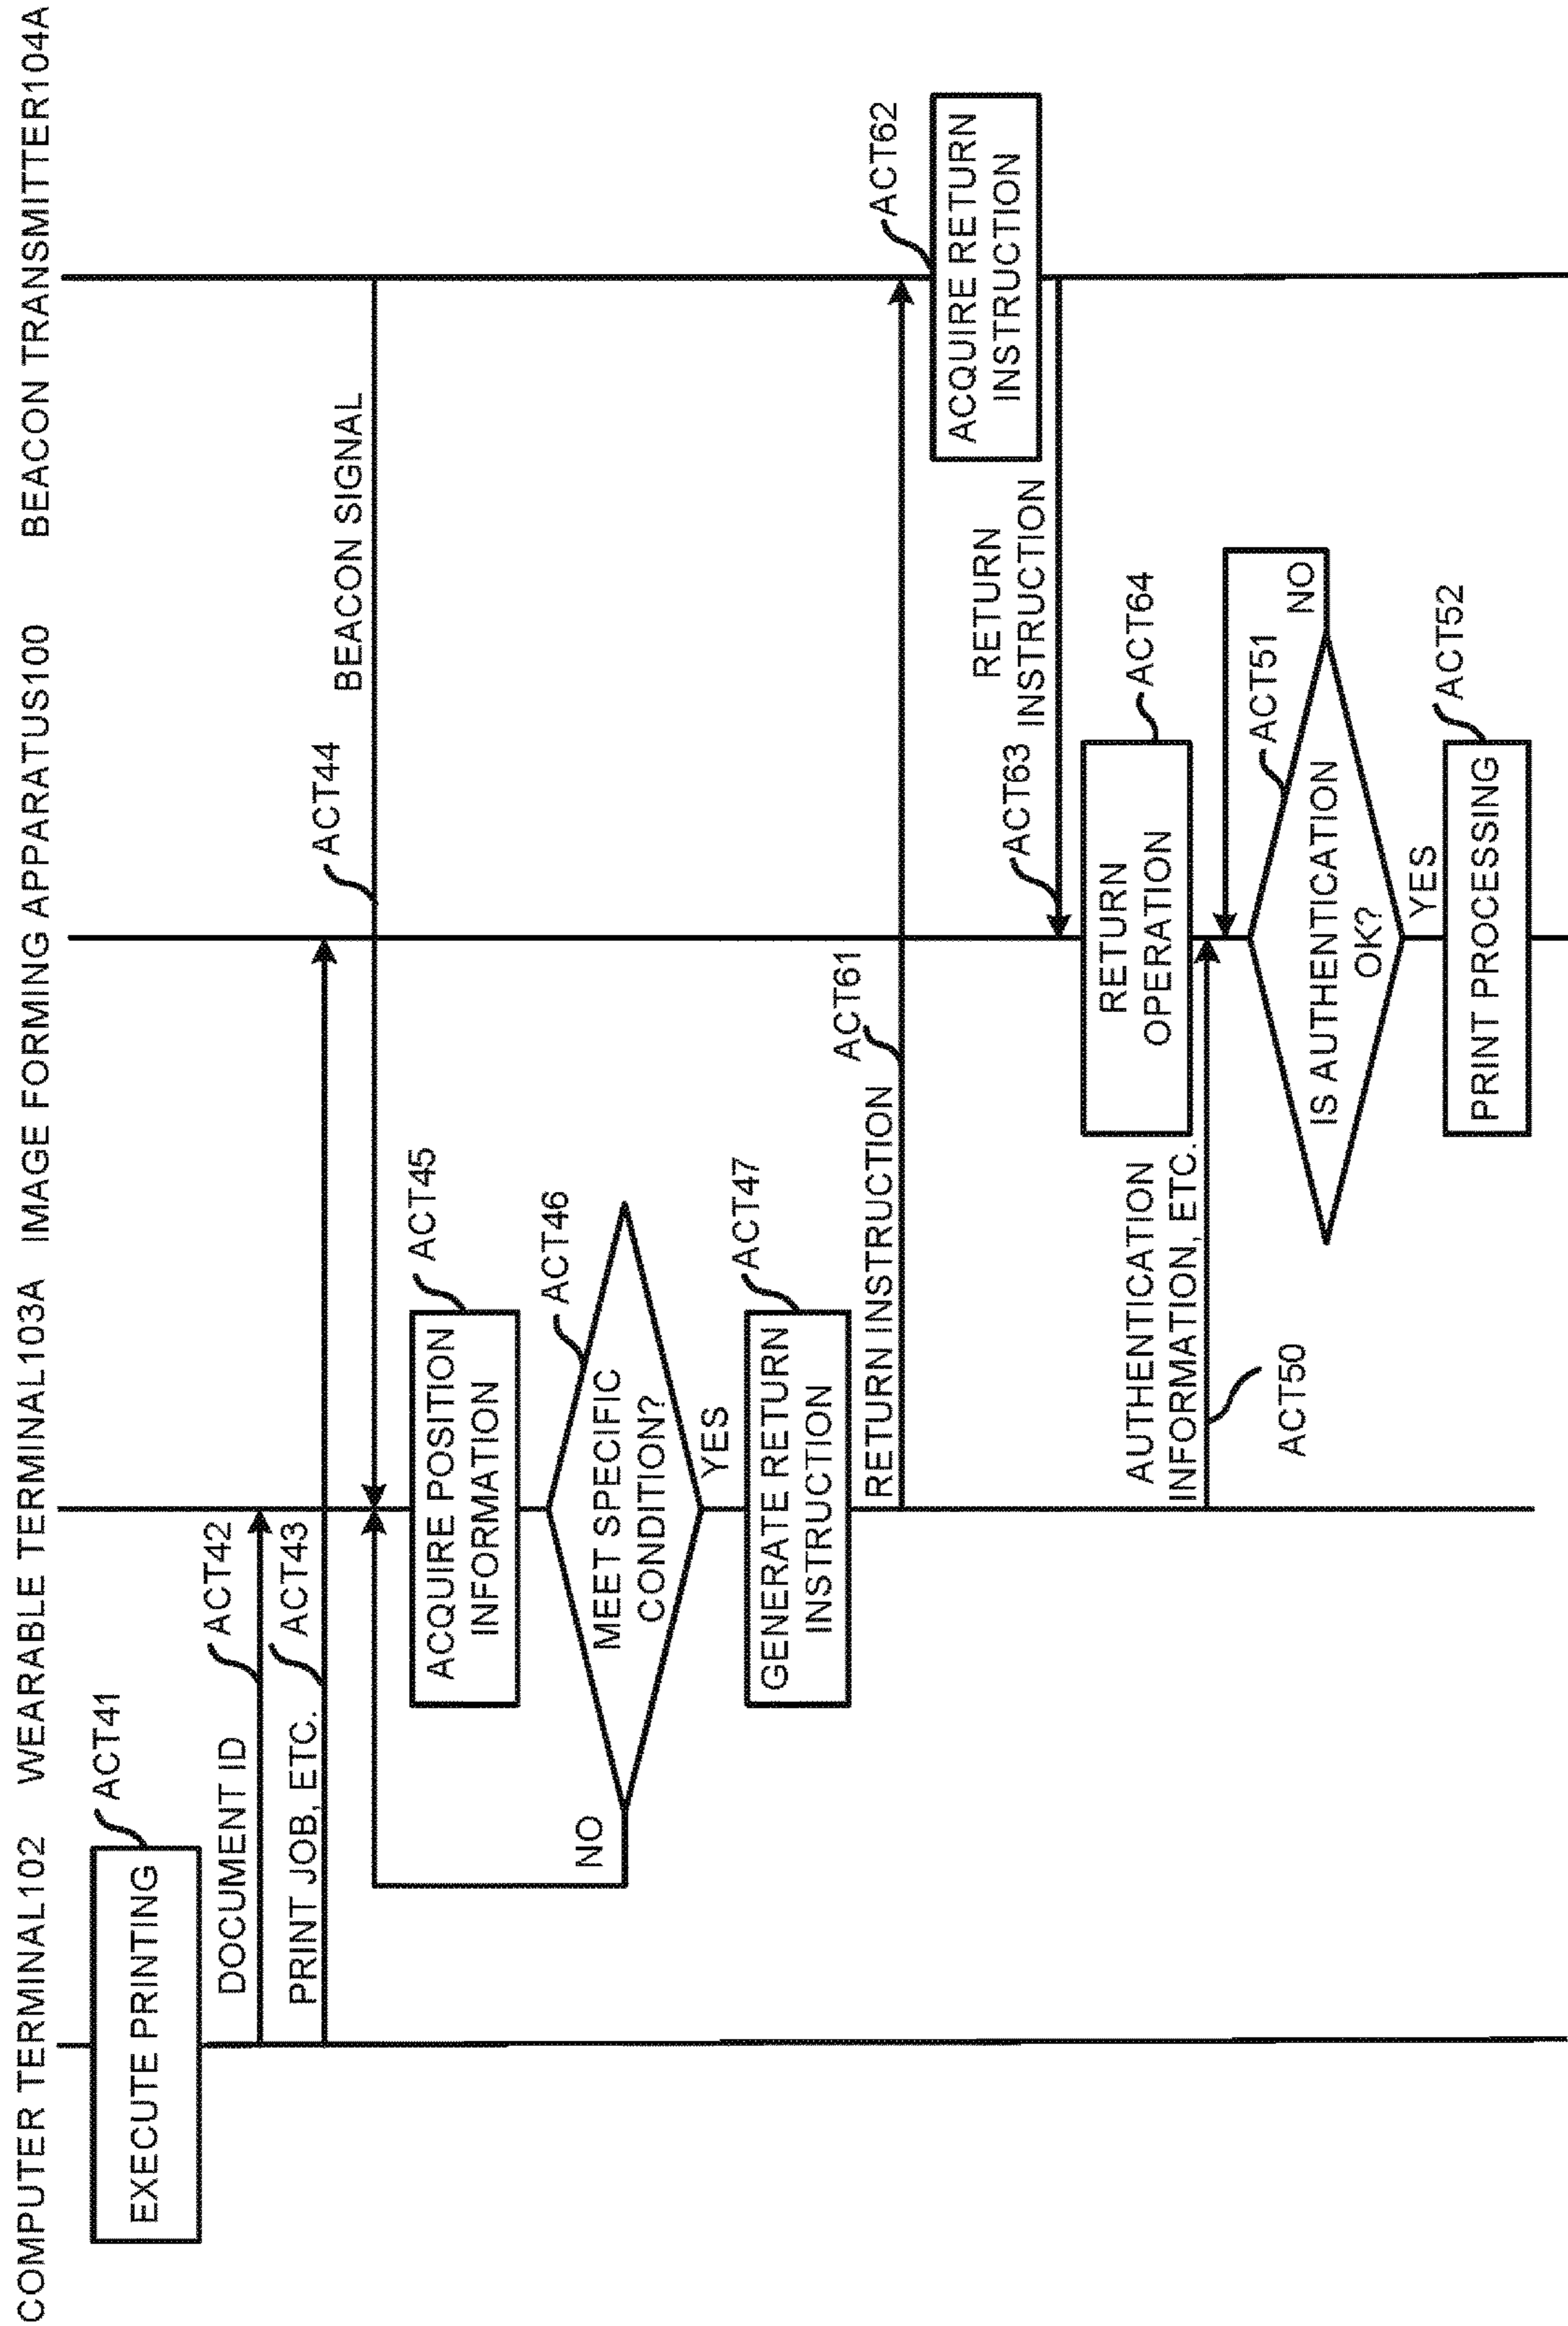 COMPUTER TERMINAL102
WEARABLE TERMINAL103A
IMAGE FORMING APPARATUS100
BEACON TRANSMITTER104A
ACT41
EXECUTE PRINTING
DOCUMENT ID
ACT42
PRINT JOB, ETC.
ACT43
ACT44
BEACON SIGNAL
ACT45
ACQUIRE POSITION
INFORMATION
ACT46
MEET SPECIFIC
CONDITION?
NO
YES
ACT47
GENERATE RETURN
INSTRUCTION
RETURN INSTRUCTION
ACT61
ACT62
ACQUIRE RETURN
INSTRUCTION
RETURN
INSTRUCTION
ACT63
ACT64
RETURN
OPERATION
AUTHENTICATION
INFORMATION, ETC.
ACT50
ACT51
IS AUTHENTICATION
OK?
NO
YES
ACT52
PRINT PROCESSING